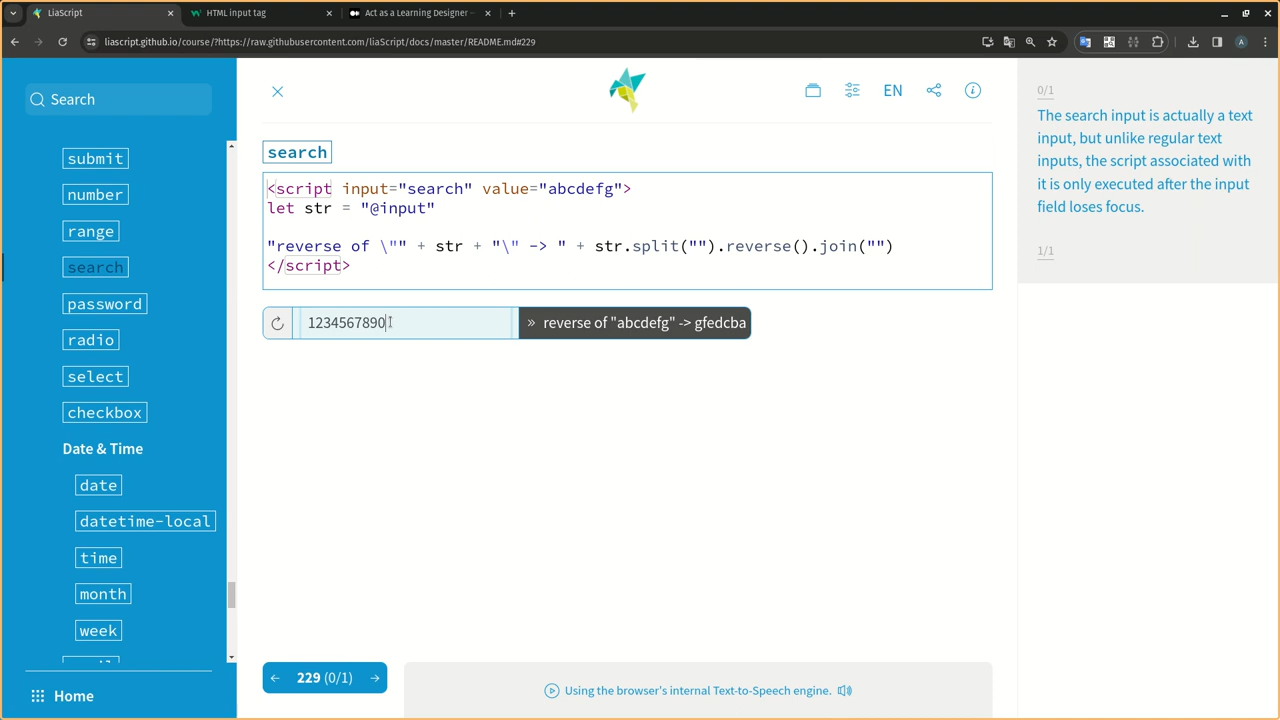 LiaScript
HTML input tag
Act as a Learning Designer
liascript.github.io/course/?https://raw.githubusercontent.com/liaScript/docs/master/README.md#229
A
Search
submit
number
range
search
password
radio
select
checkbox
Date & Time
date
datetime-local
time
month
week
Home
EN
search
<script input="search" value="abcdefg">
let str = "@input"
"reverse of \"" + str + "\" -> " + str.split("").reverse().join("")
</script>
1234567890
» reverse of "abcdefg" -> gfedcba
← 229 (0/1) →
Using the browser's internal Text-to-Speech engine.
0/1
The search input is actually a text
input, but unlike regular text
inputs, the script associated with
it is only executed after the input
field loses focus.
1/1